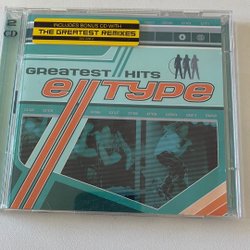 2
CD
INCLUDES BONUS CD WITH
THE GREATEST REMIXES
GREATEST HITS
e//type